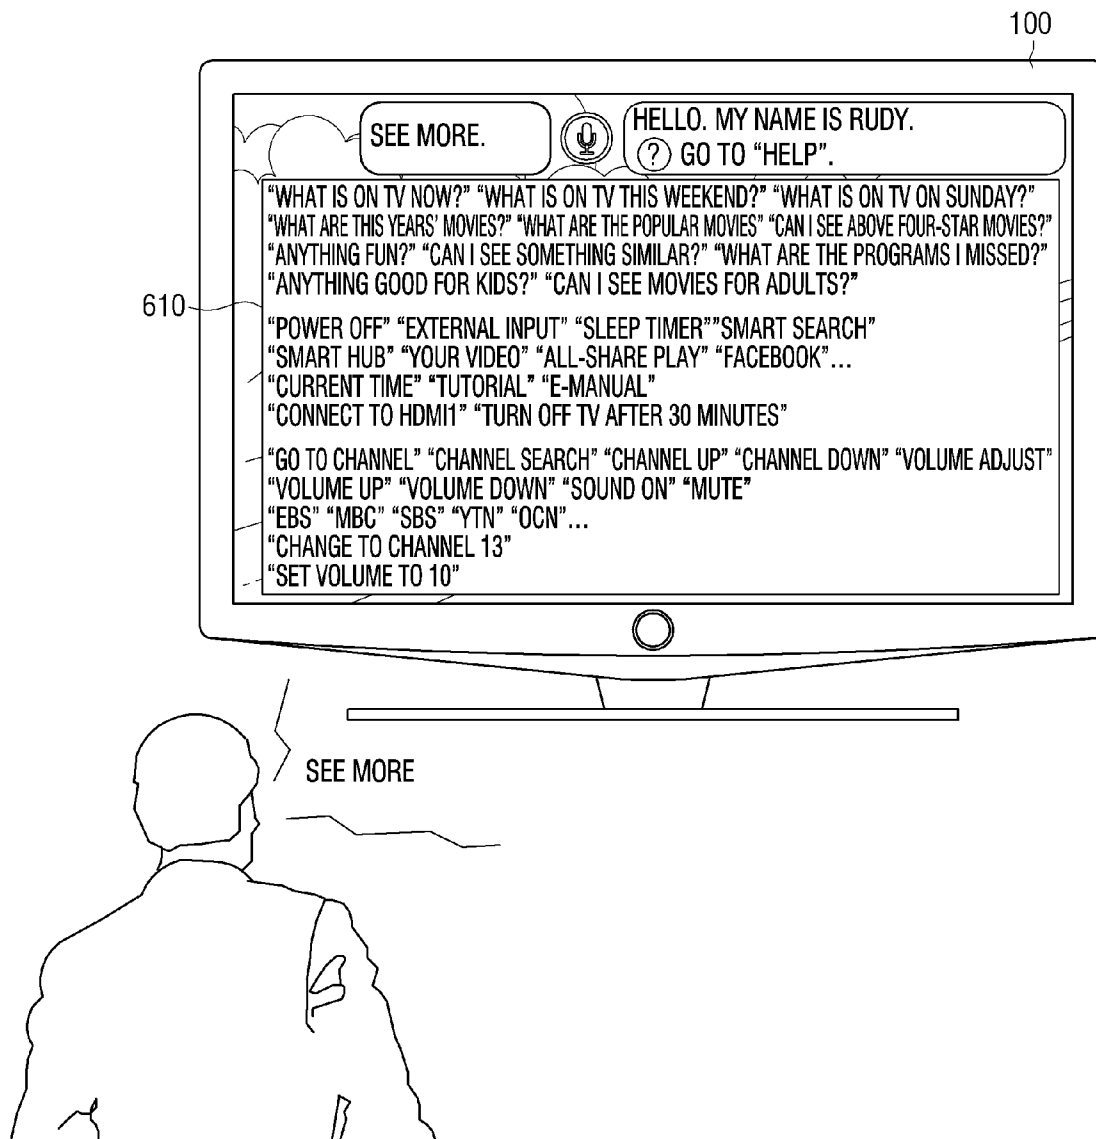 100
SEE MORE.
HELLO. MY NAME IS RUDY.
? GO TO “HELP”.
“WHAT IS ON TV NOW?” “WHAT IS ON TV THIS WEEKEND?” “WHAT IS ON TV ON SUNDAY?”
“WHAT ARE THIS YEARS’ MOVIES?” “WHAT ARE THE POPULAR MOVIES” “CAN I SEE ABOVE FOUR-STAR MOVIES?”
“ANYTHING FUN?” “CAN I SEE SOMETHING SIMILAR?” “WHAT ARE THE PROGRAMS I MISSED?”
“ANYTHING GOOD FOR KIDS?” “CAN I SEE MOVIES FOR ADULTS?”
610
“POWER OFF” “EXTERNAL INPUT” “SLEEP TIMER””SMART SEARCH”
“SMART HUB” “YOUR VIDEO” “ALL-SHARE PLAY” “FACEBOOK”...
“CURRENT TIME” “TUTORIAL” “E-MANUAL”
“CONNECT TO HDMI1” “TURN OFF TV AFTER 30 MINUTES”
“GO TO CHANNEL” “CHANNEL SEARCH” “CHANNEL UP” “CHANNEL DOWN” “VOLUME ADJUST”
“VOLUME UP” “VOLUME DOWN” “SOUND ON” “MUTE”
“EBS” “MBC” “SBS” “YTN” “OCN”...
“CHANGE TO CHANNEL 13”
“SET VOLUME TO 10”
SEE MORE